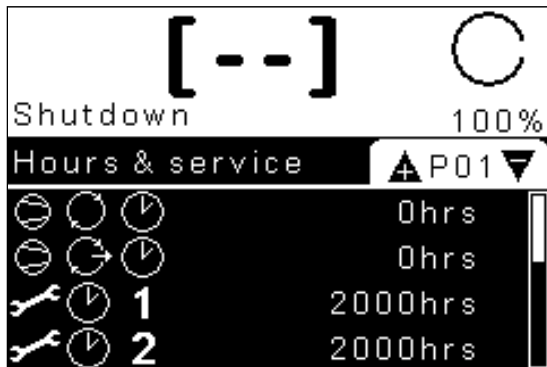 [--]
Shutdown 100%
Hours & service P01
0hrs
0hrs
1 2000hrs
2 2000hrs